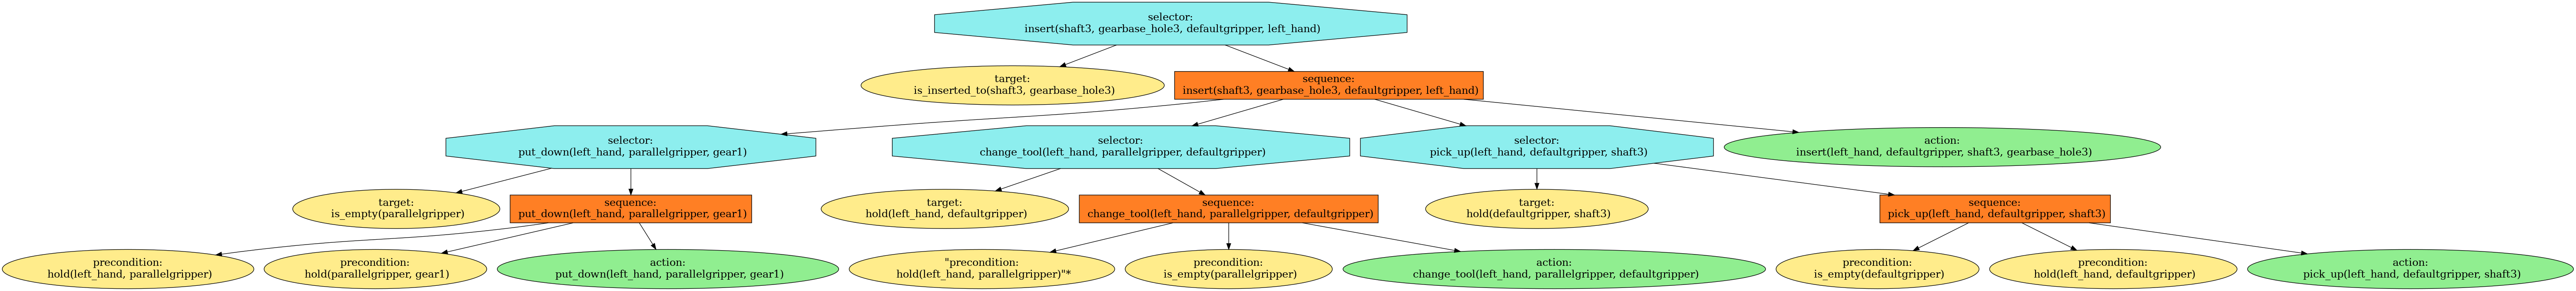 selector:
insert(shaft3, gearbase_hole3, defaultgripper, left_hand)
target:
is_inserted_to(shaft3, gearbase_hole3)
sequence:
insert(shaft3, gearbase_hole3, defaultgripper, left_hand)
selector:
put_down(left_hand, parallelgripper, gear1)
selector:
change_tool(left_hand, parallelgripper, defaultgripper)
selector:
pick_up(left_hand, defaultgripper, shaft3)
action:
insert(left_hand, defaultgripper, shaft3, gearbase_hole3)
target:
is_empty(parallelgripper)
sequence:
put_down(left_hand, parallelgripper, gear1)
target:
hold(left_hand, defaultgripper)
sequence:
change_tool(left_hand, parallelgripper, defaultgripper)
target:
hold(defaultgripper, shaft3)
sequence:
pick_up(left_hand, defaultgripper, shaft3)
precondition:
hold(left_hand, parallelgripper)
precondition:
hold(parallelgripper, gear1)
action:
put_down(left_hand, parallelgripper, gear1)
"precondition:
hold(left_hand, parallelgripper)"*
precondition:
is_empty(parallelgripper)
action:
change_tool(left_hand, parallelgripper, defaultgripper)
precondition:
is_empty(defaultgripper)
precondition:
hold(left_hand, defaultgripper)
action:
pick_up(left_hand, defaultgripper, shaft3)